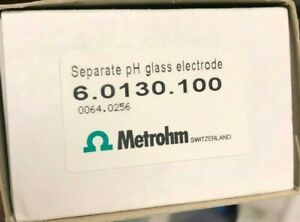 Separate pH glass electrode
6.0130.100
0064.0256
Metrohm SWITZERLAND